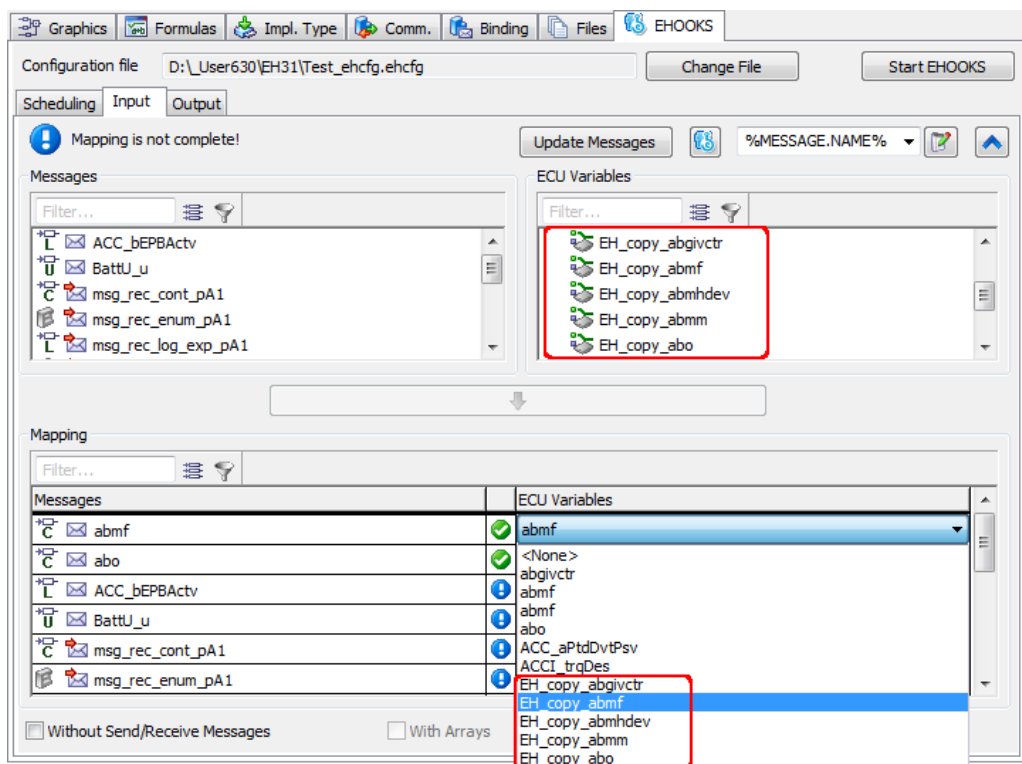 Graphics Formulas Impl. Type Comm. Binding Files EHOOKS
Configuration file D:\_User630\EH31\Test_ehcfg.ehcfg Change File Start EHOOKS
Scheduling Input Output
Mapping is not complete! Update Messages %MESSAGE.NAME%
Messages ECU Variables
Filter... Filter...
L ACC_bEPBActv EH_copy_abgivctr
U BattU_u EH_copy_abmf
C msg_rec_cont_pA1 EH_copy_abmhdev
msg_rec_enum_pA1 EH_copy_abmm
L msg_rec_log_exp_pA1 EH_copy_abo
Mapping
Filter...
Messages ECU Variables
C abmf abmf
C abo <None>
abgivctr
L ACC_bEPBActv abmf
abmf
U BattU_u abo
C msg_rec_cont_pA1 ACC_aPtdDvtPsv
ACCI_trqDes
msg_rec_enum_pA1 EH_copy_abgivctr
EH_copy_abmf
EH_copy_abmhdev
Without Send/Receive Messages With Arrays
EH_copy_abmm
EH_copy_abo